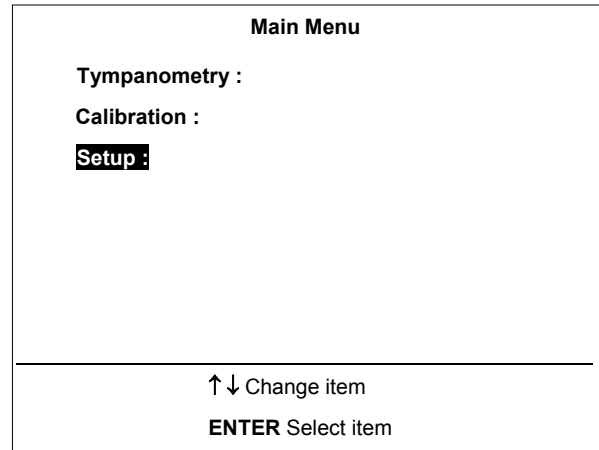 Main Menu
Tympanometry :
Calibration :
Setup :
↑↓ Change item
ENTER Select item